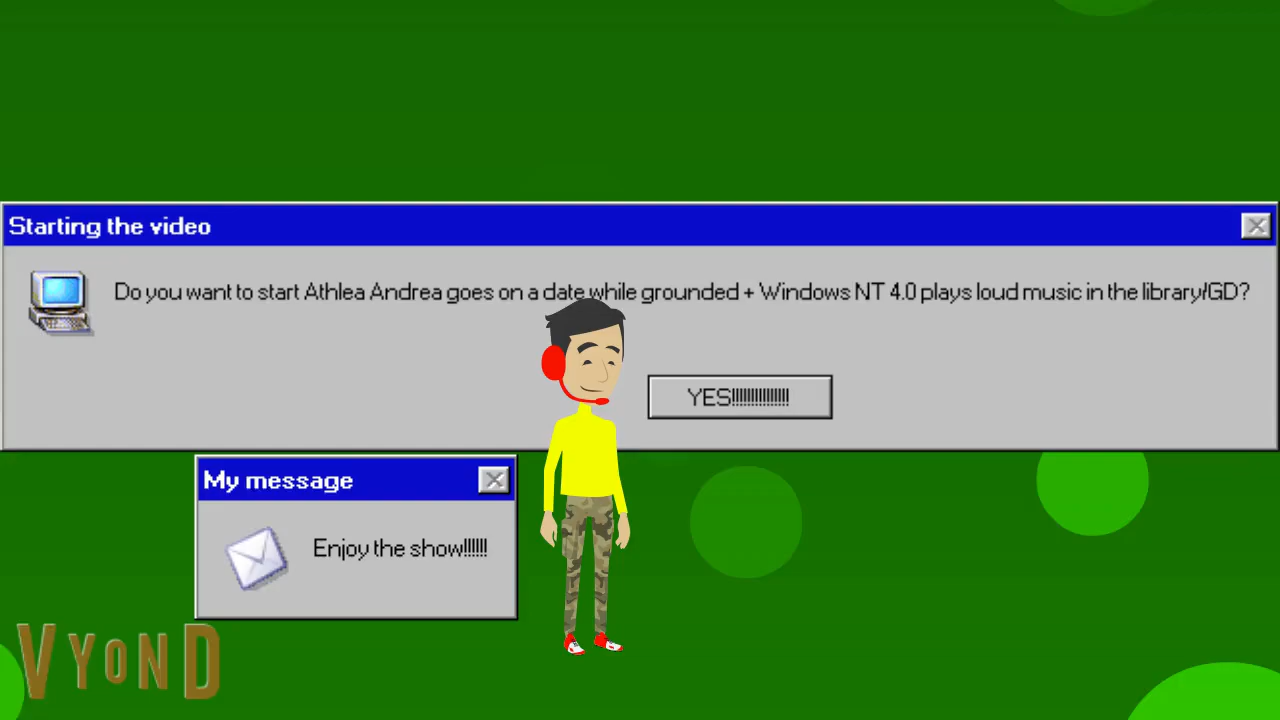 Starting the video
Do you want to start Athlea Andrea goes on a date while grounded + Windows NT 4.0 plays loud music in the library!GD?
YES!!!!!!!!!!!!!!
My message
Enjoy the show!!!!!!
VYOND